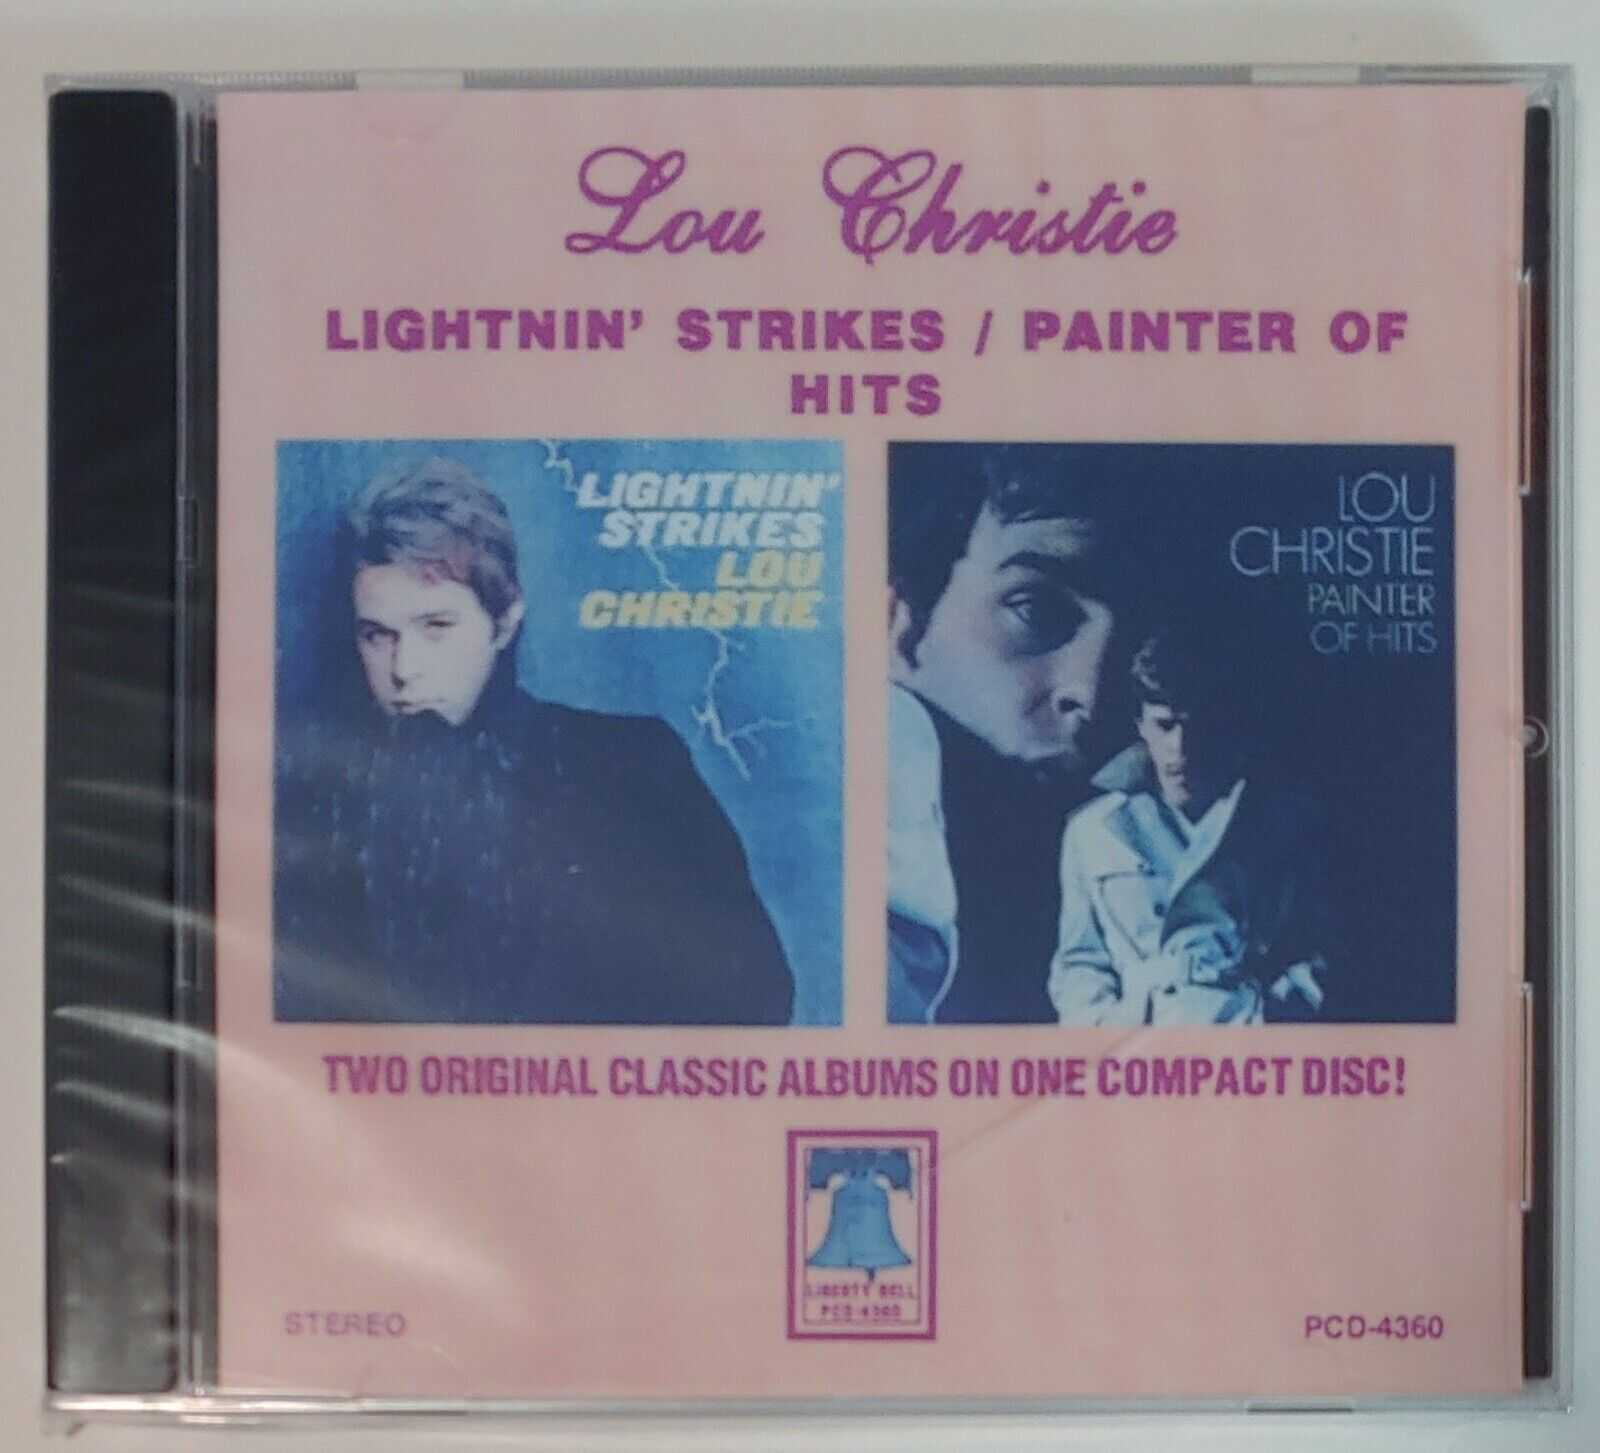 Lou Christie
LIGHTNIN' STRIKES / PAINTER OF
HITS
LIGHTNIN'
STRIKES
LOU
CHRISTIE
LOU
CHRISTIE
PAINTER
OF HITS
TWO ORIGINAL CLASSIC ALBUMS ON ONE COMPACT DISC!
LIBERTY BELL
PCD-4360
STEREO
PCD-4360